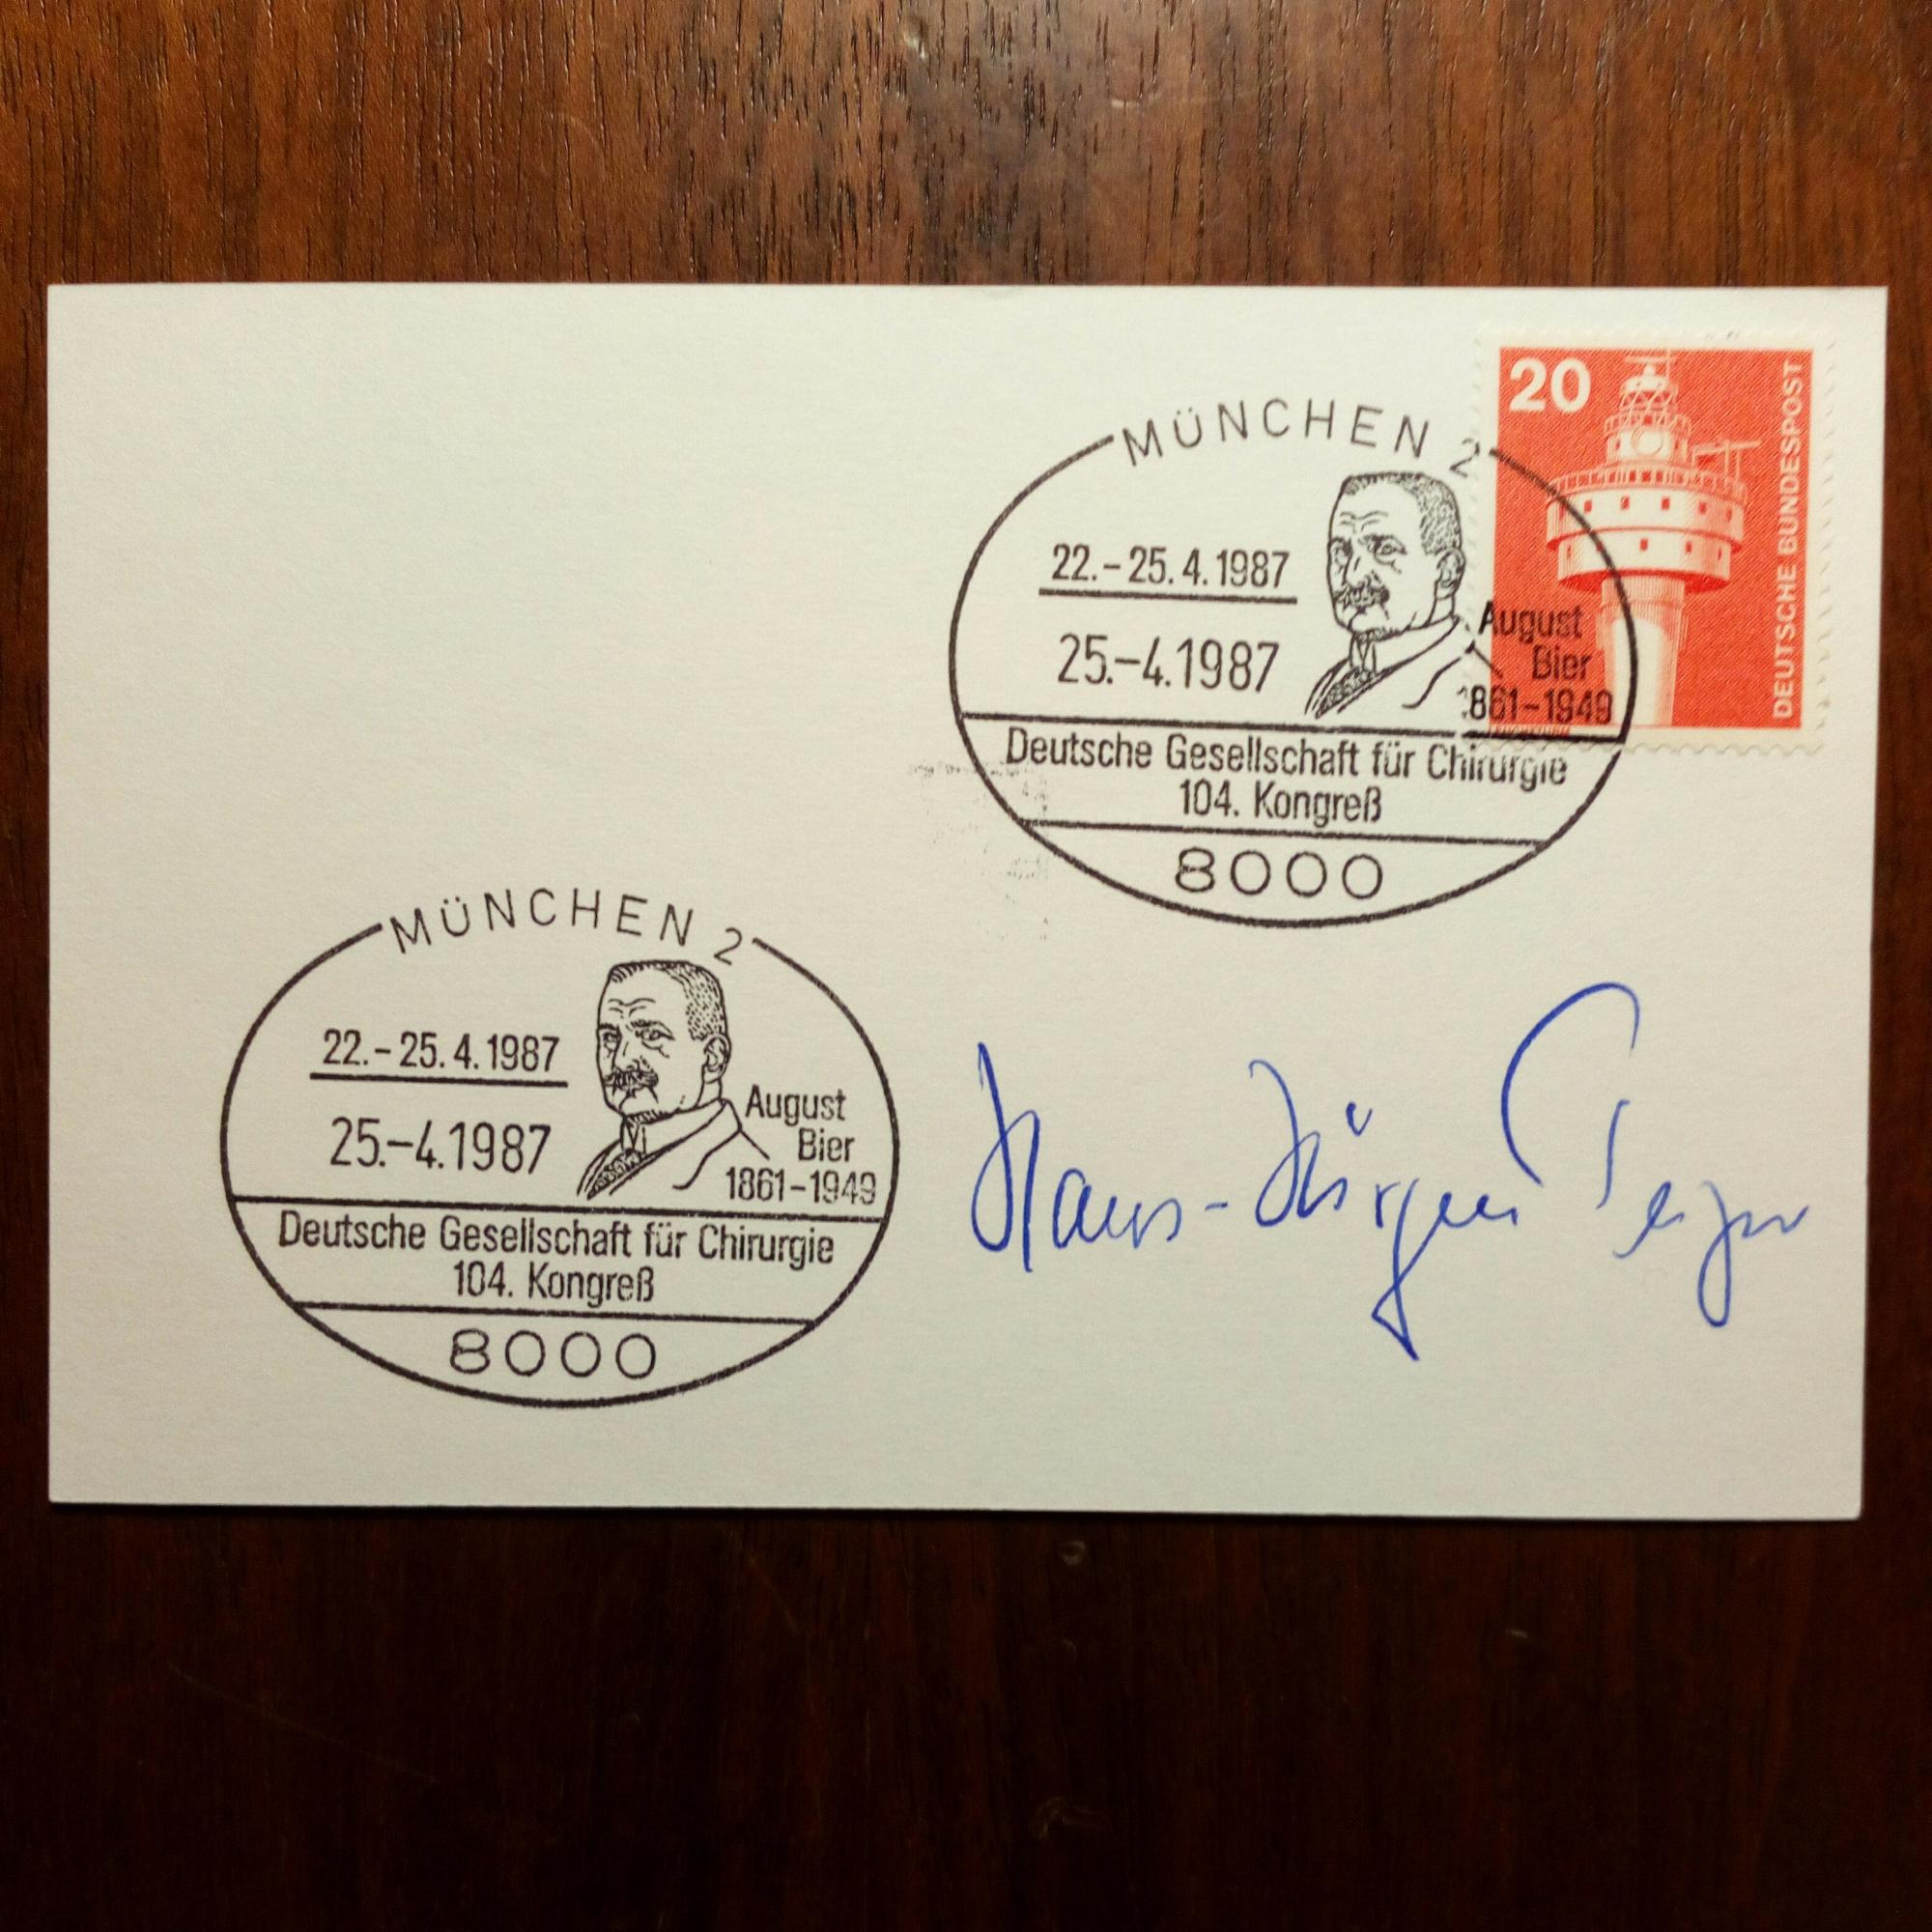 20
DEUTSCHE BUNDESPOST
MÜNCHEN 2
22.-25.4.1987
25.-4.1987
August
Bier
1861-1949
Deutsche Gesellschaft für Chirurgie
104. Kongreß
8000
MÜNCHEN 2
22.-25.4.1987
25.-4.1987
August
Bier
1861-1949
Deutsche Gesellschaft für Chirurgie
104. Kongreß
8000
Hans-Jürgen